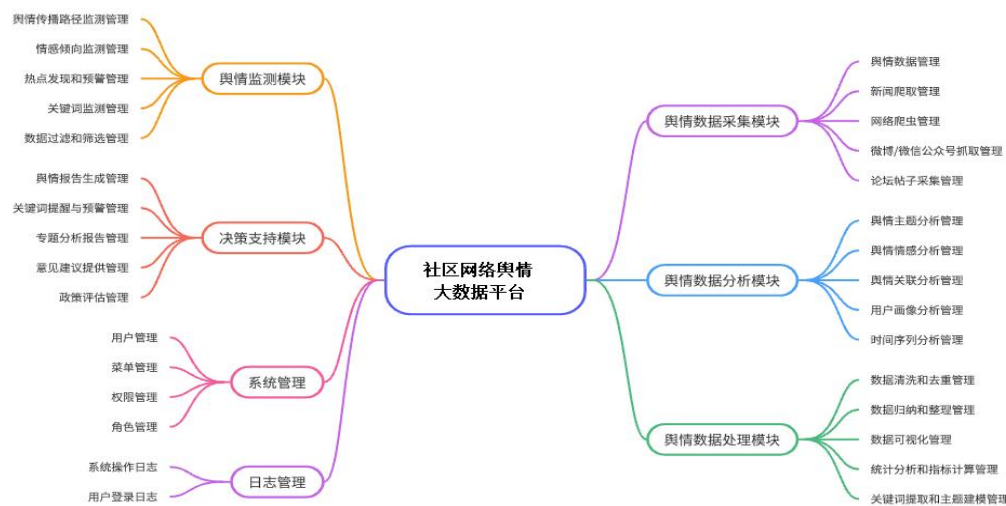 社区网络舆情
大数据平台
舆情监测模块
舆情传播路径监测管理
情感倾向监测管理
热点发现和预警管理
关键词监测管理
数据过滤和筛选管理
决策支持模块
舆情报告生成管理
关键词提醒与预警管理
专题分析报告管理
意见建议提供管理
政策评估管理
系统管理
用户管理
菜单管理
权限管理
角色管理
日志管理
系统操作日志
用户登录日志
舆情数据采集模块
舆情数据管理
新闻爬取管理
网络爬虫管理
微博/微信公众号抓取管理
论坛帖子采集管理
舆情数据分析模块
舆情主题分析管理
舆情情感分析管理
舆情关联分析管理
用户画像分析管理
时间序列分析管理
舆情数据处理模块
数据清洗和去重管理
数据归纳和整理管理
数据可视化管理
统计分析和指标计算管理
关键词提取和主题建模管理